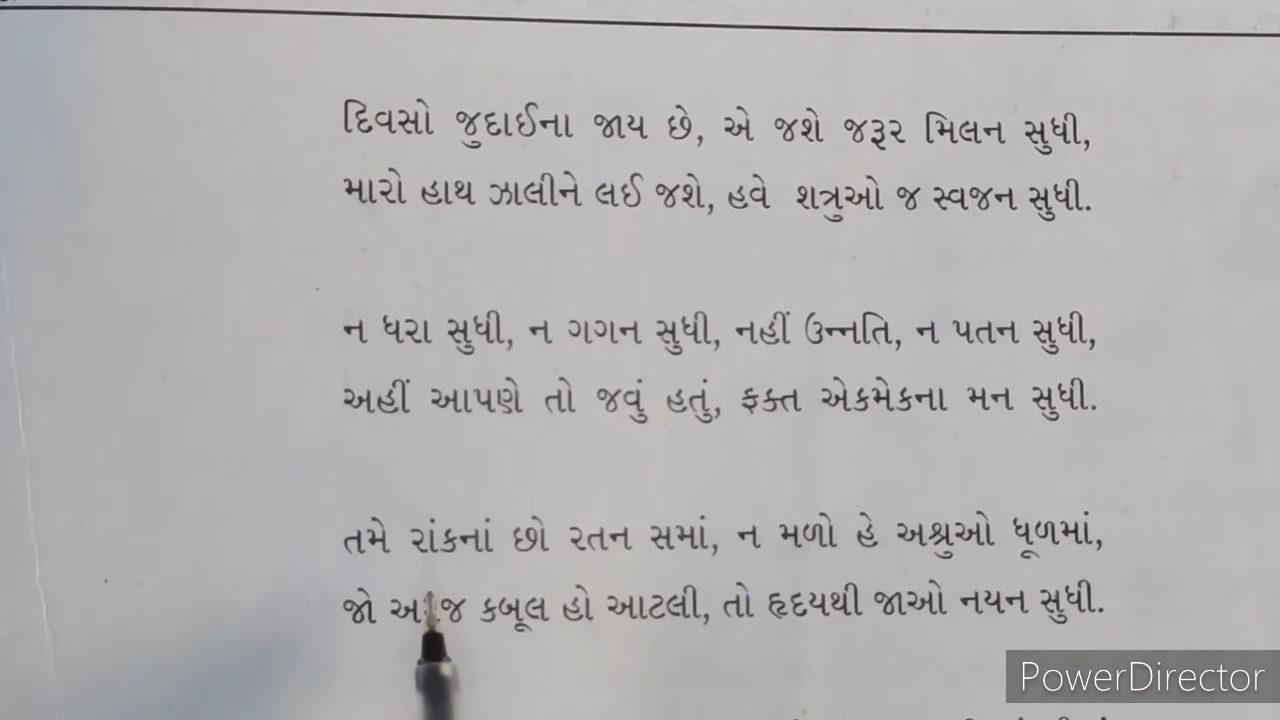 દિવસો જુદાઈના જાય છે, એ જશે જરૂર મિલન સુધી,
મારો હાથ ઝાલીને લઈ જશે, હવે શત્રુઓ જ સ્વજન સુધી.
ન ધરા સુધી, ન ગગન સુધી, નહીં ઉન્નતિ, ન પતન સુધી,
અહીં આપણે તો જવું હતું, ફક્ત એકમેકના મન સુધી.
તમે રાંકનાં છો રતન સમાં, ન મળો હે અશ્રુઓ ધૂળમાં,
જો કબૂલ હો આટલી, તો હૃદયથી જાઓ નયન સુધી.
PowerDirector